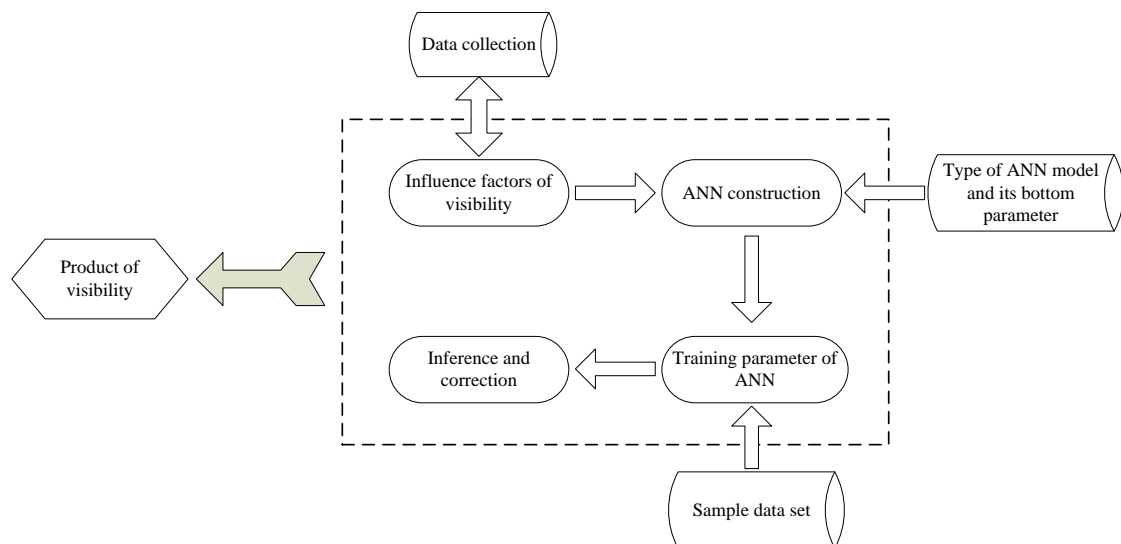 Data collection
Influence factors of
visibility
ANN construction
Type of ANN model
and its bottom
parameter
Product of
visibility
Inference and
correction
Training parameter of
ANN
Sample data set